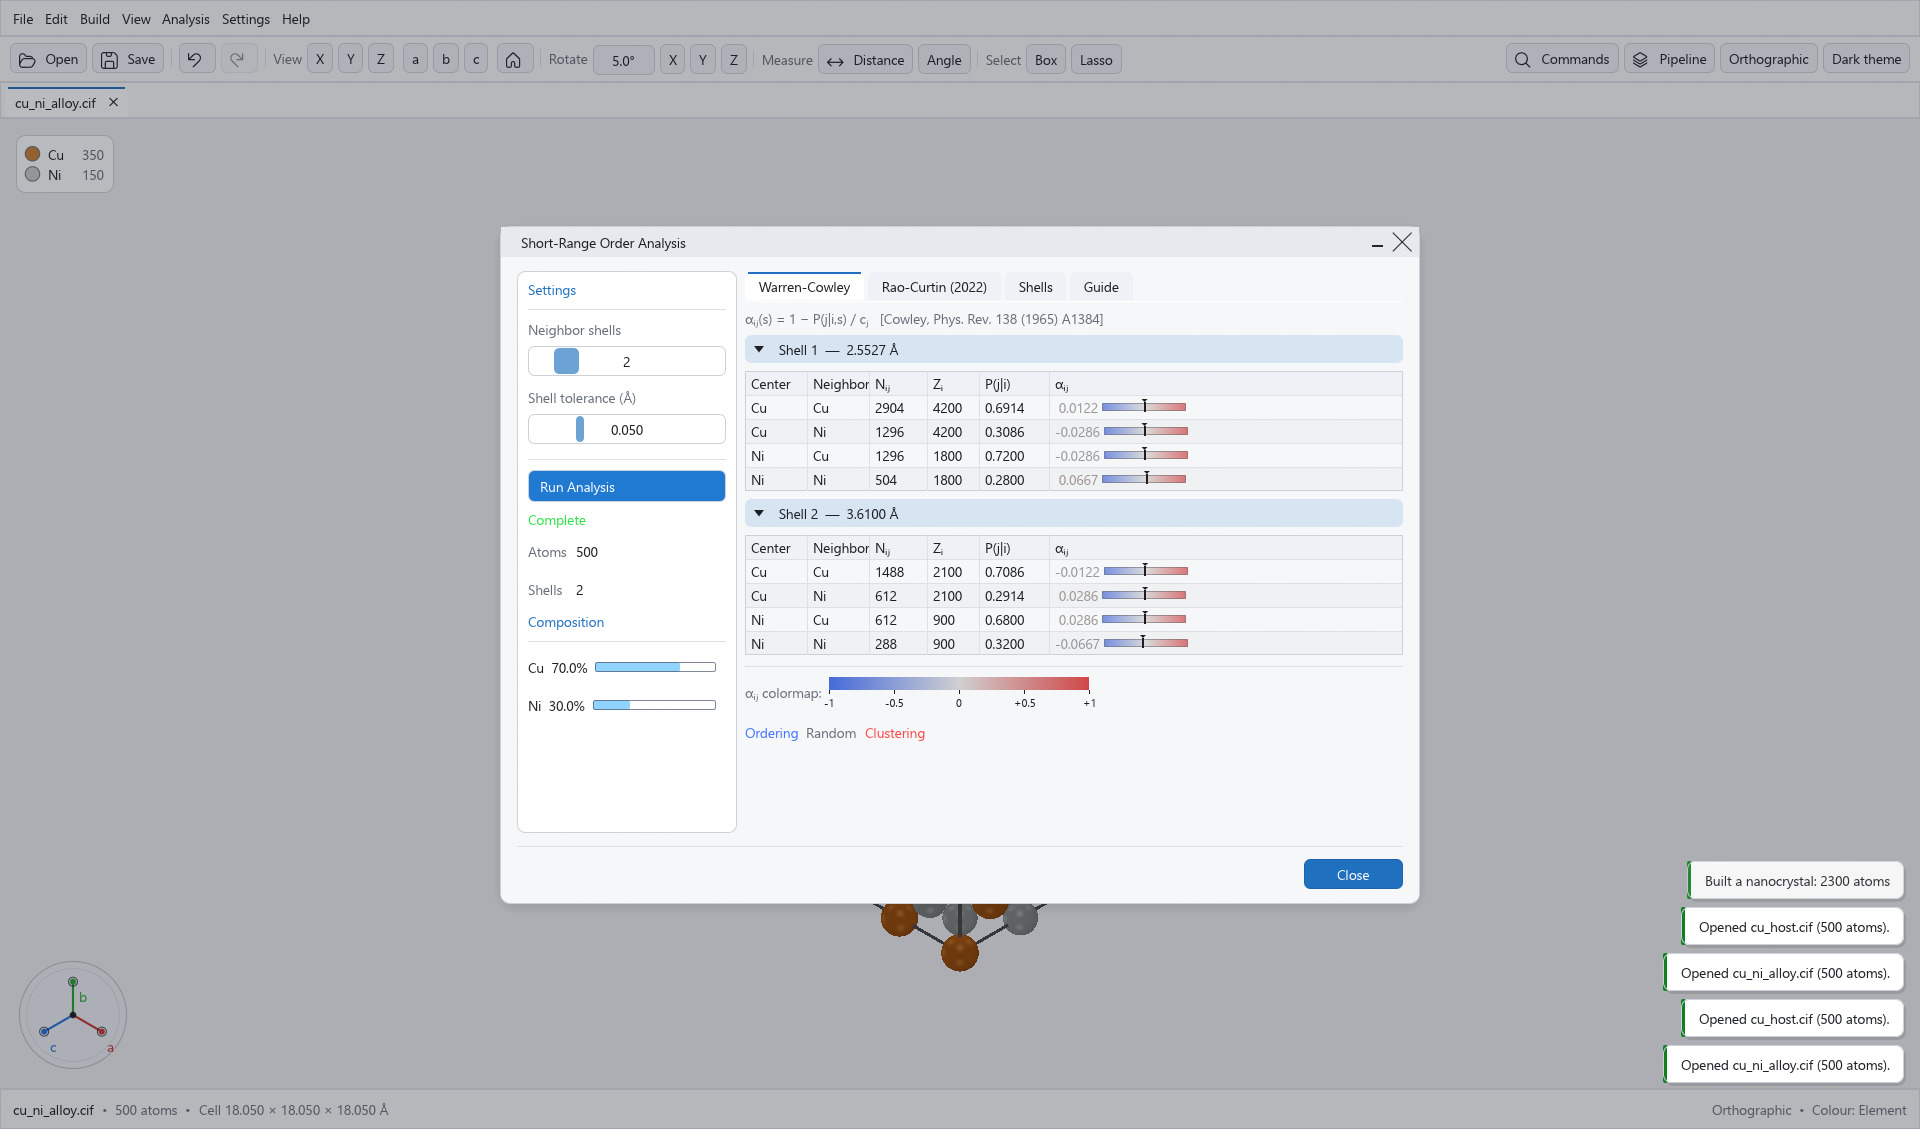 File Edit Build View Analysis Settings Help
Open Save View X Y Z a b c Rotate 5.0° X Y Z Measure Distance Angle Select Box Lasso Commands Pipeline Orthographic Dark theme
cu_ni_alloy.cif
Cu 350
Ni 150
Short-Range Order Analysis
Settings
Neighbor shells
2
Shell tolerance (Å)
0.050
Run Analysis
Complete
Atoms 500
Shells 2
Composition
Cu 70.0%
Ni 30.0%
Warren-Cowley Rao-Curtin (2022) Shells Guide
αᵢⱼ(s) = 1 − P(j|i,s) / cⱼ [Cowley, Phys. Rev. 138 (1965) A1384]
Shell 1 — 2.5527 Å
Center Neighbor Nᵢⱼ Zᵢ P(j|i) αᵢⱼ
Cu Cu 2904 4200 0.6914 0.0122
Cu Ni 1296 4200 0.3086 -0.0286
Ni Cu 1296 1800 0.7200 -0.0286
Ni Ni 504 1800 0.2800 0.0667
Shell 2 — 3.6100 Å
Center Neighbor Nᵢⱼ Zᵢ P(j|i) αᵢⱼ
Cu Cu 1488 2100 0.7086 -0.0122
Cu Ni 612 2100 0.2914 0.0286
Ni Cu 612 900 0.6800 0.0286
Ni Ni 288 900 0.3200 -0.0667
αᵢⱼ colormap:
-1 -0.5 0 +0.5 +1
Ordering Random Clustering
Close
Built a nanocrystal: 2300 atoms
Opened cu_host.cif (500 atoms).
Opened cu_ni_alloy.cif (500 atoms).
Opened cu_host.cif (500 atoms).
Opened cu_ni_alloy.cif (500 atoms).
b
c a
cu_ni_alloy.cif • 500 atoms • Cell 18.050 × 18.050 × 18.050 Å
Orthographic • Colour: Element